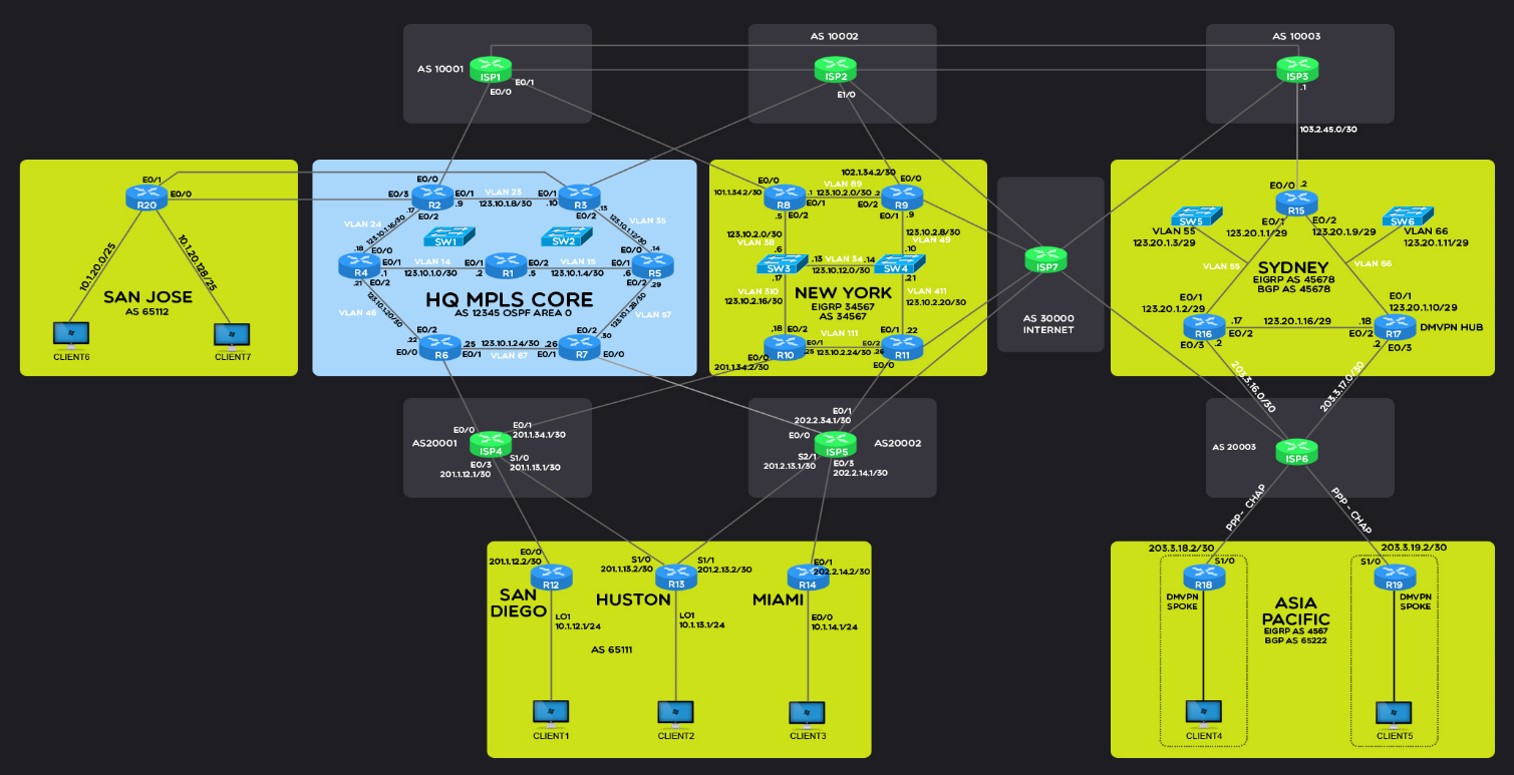 AS 10001
ISP1
E0/1
E0/0
AS 10002
ISP2
E1/0
AS 10003
ISP3
.1
103.2.45.0/30
E0/1
R20
E0/0
10.1.20.0/25
10.1.20.128/25
SAN JOSE
AS 65112
CLIENT6
CLIENT7
E0/0
E0/3
R2
E0/1
.9
VLAN 23
123.10.1.8/30
E0/1
.10
R3
.17
E0/2
E0/2
.13
VLAN 24
123.10.1.16/30
VLAN 35
123.10.1.12/30
SW1
SW2
.18
E0/0
R4
E0/1
.1
E0/2
.21
VLAN 14
123.10.1.0/30
E0/1
.2
R1
E0/2
.5
VLAN 15
123.10.1.4/30
E0/0
.14
E0/1
.6
R5
E0/2
.29
HQ MPLS CORE
AS 12345 OSPF AREA 0
VLAN 46
123.10.1.20/30
VLAN 57
123.10.1.28/30
E0/2
.22
E0/0
R6
.25
E0/1
123.10.1.24/30
VLAN 67
.26
E0/1
E0/2
.30
R7
E0/0
E0/0
101.1.34.2/30
R8
.1
E0/1
.5
E0/2
VLAN 89
123.10.2.0/30
102.1.34.2/30
E0/0
.2
E0/2
R9
E0/1
.9
123.10.2.0/30
VLAN 38
.6
123.10.2.8/30
VLAN 49
.10
SW3
.13
VLAN 34
.14
123.10.12.0/30
SW4
.17
.21
VLAN 310
123.10.2.16/30
NEW YORK
EIGRP 34567
AS 34567
VLAN 411
123.10.2.20/30
.18
E0/2
R10
E0/1
.25
VLAN 111
123.10.2.24/30
E0/1
.22
E0/2
.26
R11
E0/0
E0/0
201.1.34.2/30
ISP7
AS 30000
INTERNET
E0/0
.2
R15
E0/1
123.20.1.1/29
E0/2
123.20.1.9/29
SW5
VLAN 55
123.20.1.3/29
SW6
VLAN 66
123.20.1.11/29
VLAN 55
VLAN 66
SYDNEY
EIGRP AS 45678
BGP AS 45678
E0/1
123.20.1.2/29
R16
.17
E0/2
E0/3
.2
123.20.1.16/29
E0/1
123.20.1.10/29
.18
E0/2
R17
DMVPN HUB
.2
E0/3
203.3.16.0/30
203.3.17.0/30
AS20001
E0/0
ISP4
E0/1
201.1.34.1/30
S1/0
201.1.13.1/30
E0/3
201.1.12.1/30
E0/1
202.2.34.1/30
E0/0
ISP5
AS20002
S2/1
201.2.13.1/30
E0/3
202.2.14.1/30
AS 20003
ISP6
PPP- CHAP
PPP - CHAP
E0/0
201.1.12.2/30
R12
SAN
DIEGO
LO1
10.1.12.1/24
S1/0
201.1.13.2/30
S1/1
201.2.13.2/30
R13
HUSTON
LO1
10.1.13.1/24
E0/1
202.2.14.2/30
R14
MIAMI
E0/0
10.1.14.1/24
AS 65111
CLIENT1
CLIENT2
CLIENT3
203.3.18.2/30
S1/0
R18
DMVPN
SPOKE
ASIA
PACIFIC
EIGRP AS 4567
BGP AS 65222
203.3.19.2/30
S1/0
R19
DMVPN
SPOKE
CLIENT4
CLIENT5